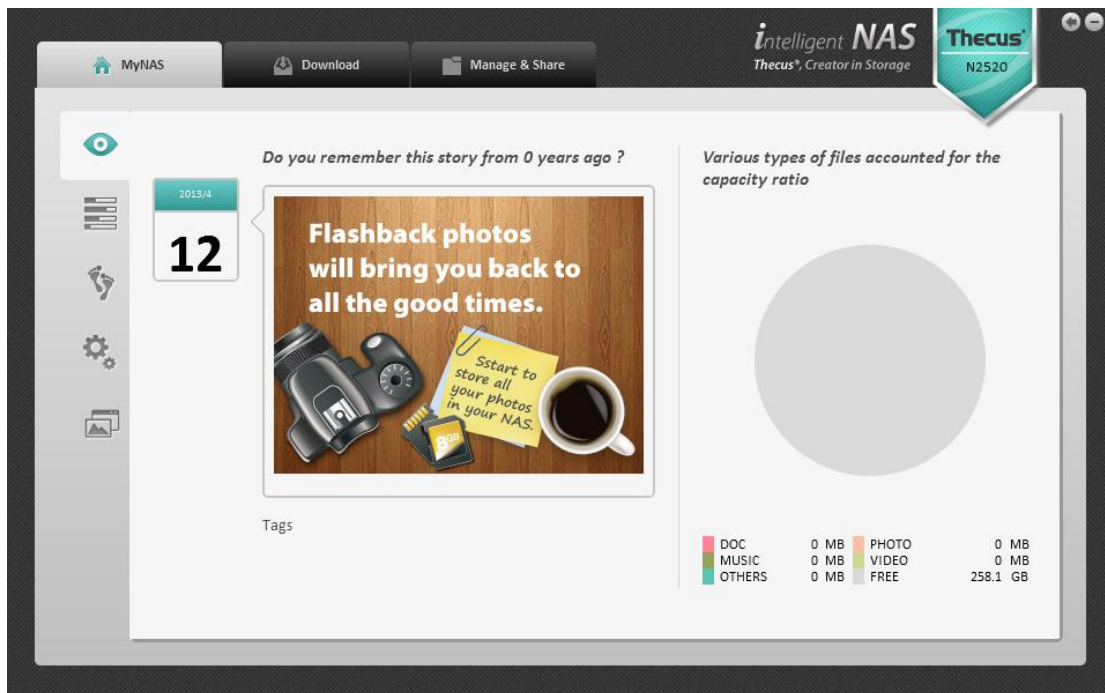 intelligent NAS
Thecus®, Creator in Storage
Thecus®
N2520
MyNAS
Download
Manage & Share
Do you remember this story from 0 years ago ?
2013/4
12
Flashback photos
will bring you back to
all the good times.
Sstart to
store all
your photos
in your NAS.
8GB
Tags
Various types of files accounted for the
capacity ratio
DOC 0 MB PHOTO 0 MB
MUSIC 0 MB VIDEO 0 MB
OTHERS 0 MB FREE 258.1 GB